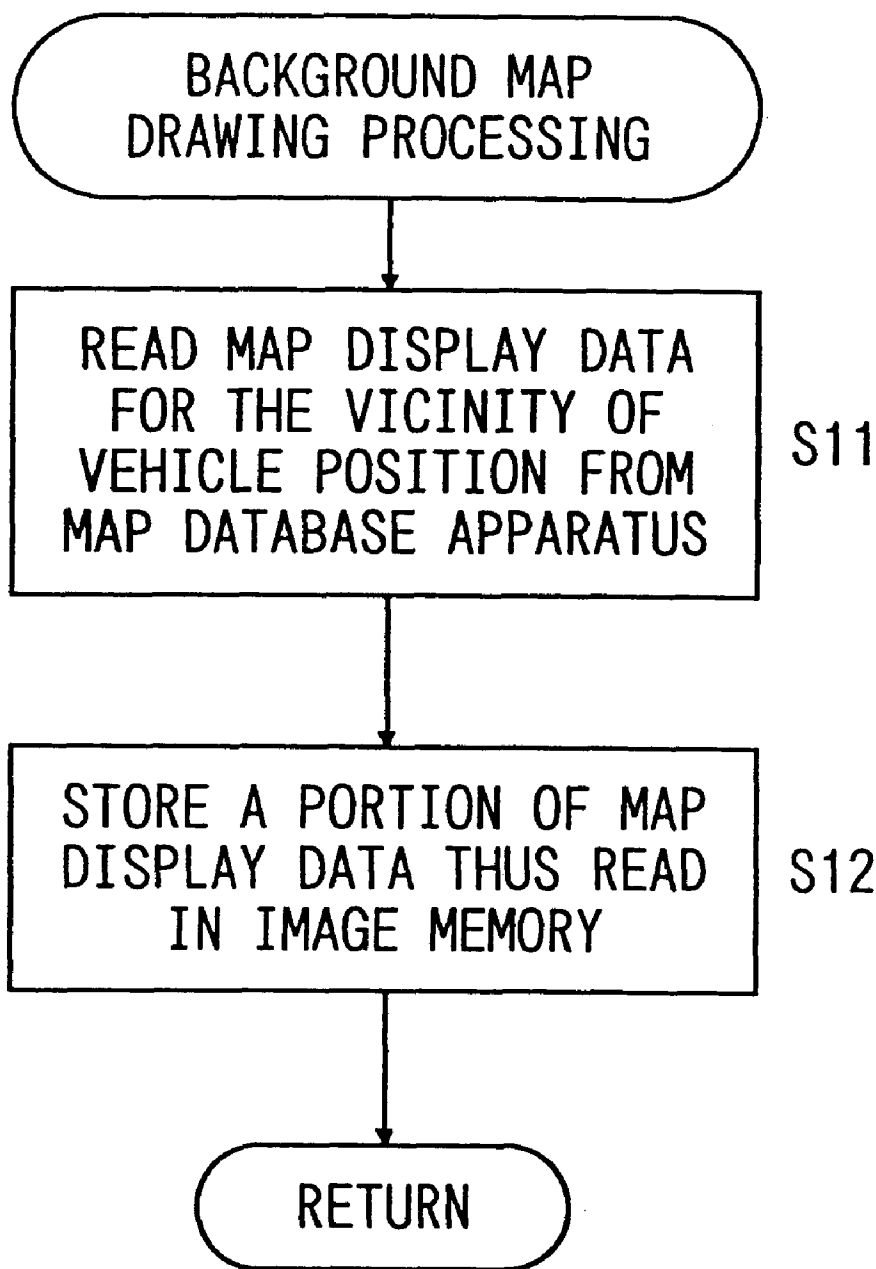 BACKGROUND MAP
DRAWING PROCESSING
READ MAP DISPLAY DATA
FOR THE VICINITY OF
VEHICLE POSITION FROM
MAP DATABASE APPARATUS
S11
STORE A PORTION OF MAP
DISPLAY DATA THUS READ
IN IMAGE MEMORY
S12
RETURN